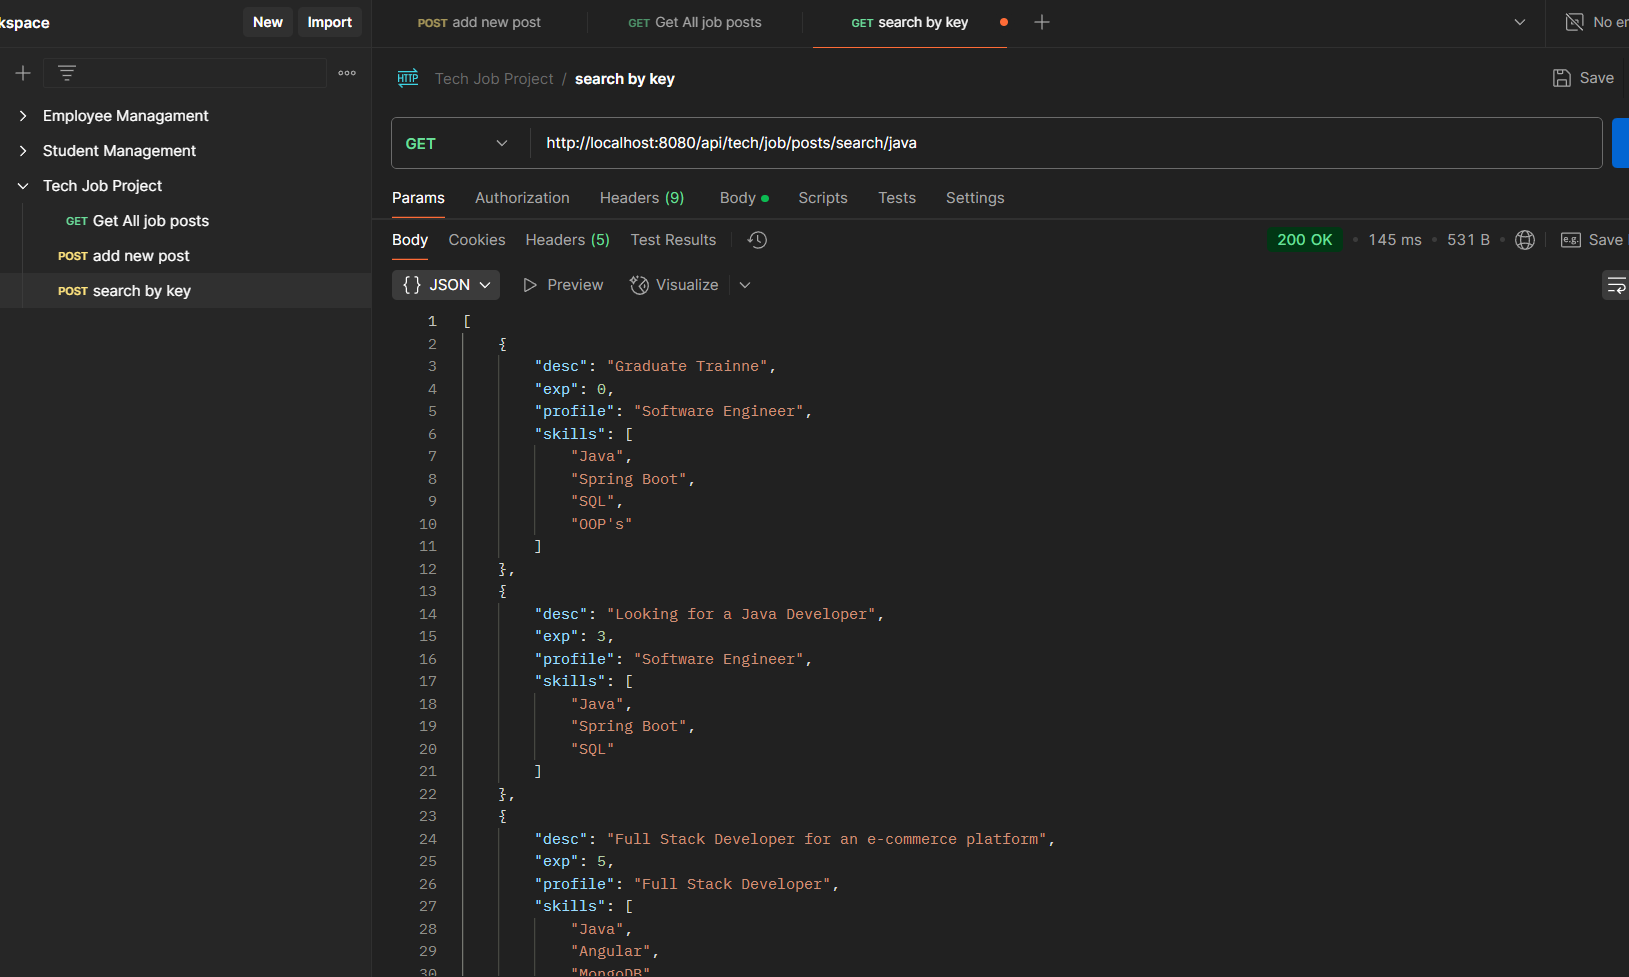 kspace
New
Import
POST add new post
GET Get All job posts
GET search by key
No er
Employee Managament
Student Management
Tech Job Project
GET Get All job posts
POST add new post
POST search by key
HTTP Tech Job Project / search by key
Save
GET
http://localhost:8080/api/tech/job/posts/search/java
Params Authorization Headers (9) Body Scripts Tests Settings
Body Cookies Headers (5) Test Results
200 OK • 145 ms • 531 B •
e.g. Save
{} JSON Preview Visualize
1 [
2 {
3 "desc": "Graduate Trainne",
4 "exp": 0,
5 "profile": "Software Engineer",
6 "skills": [
7 "Java",
8 "Spring Boot",
9 "SQL",
10 "OOP's"
11 ]
12 },
13 {
14 "desc": "Looking for a Java Developer",
15 "exp": 3,
16 "profile": "Software Engineer",
17 "skills": [
18 "Java",
19 "Spring Boot",
20 "SQL"
21 ]
22 },
23 {
24 "desc": "Full Stack Developer for an e-commerce platform",
25 "exp": 5,
26 "profile": "Full Stack Developer",
27 "skills": [
28 "Java",
29 "Angular",
30 "MongoDB"